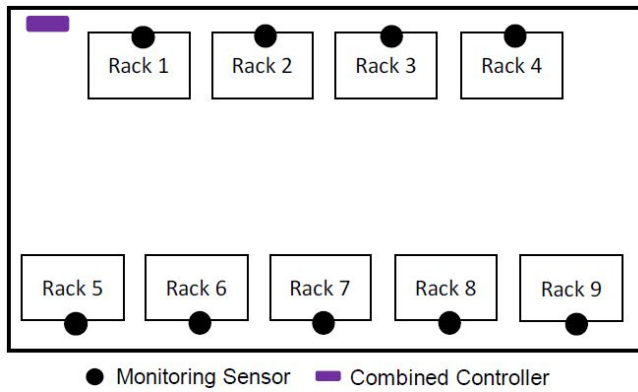 Rack 1 Rack 2 Rack 3 Rack 4
Rack 5 Rack 6 Rack 7 Rack 8 Rack 9
Monitoring Sensor Combined Controller